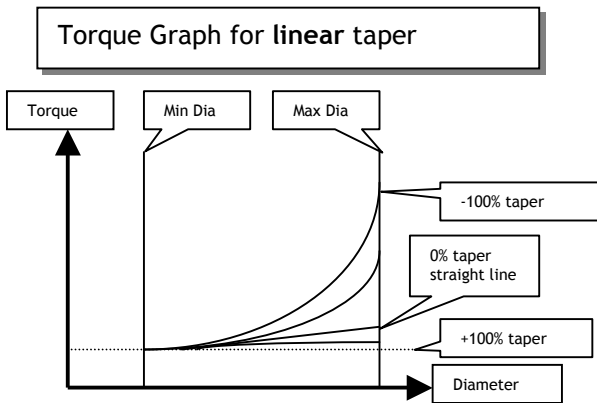 Torque Graph for linear taper
Torque
Min Dia
Max Dia
-100% taper
0% taper
straight line
+100% taper
Diameter